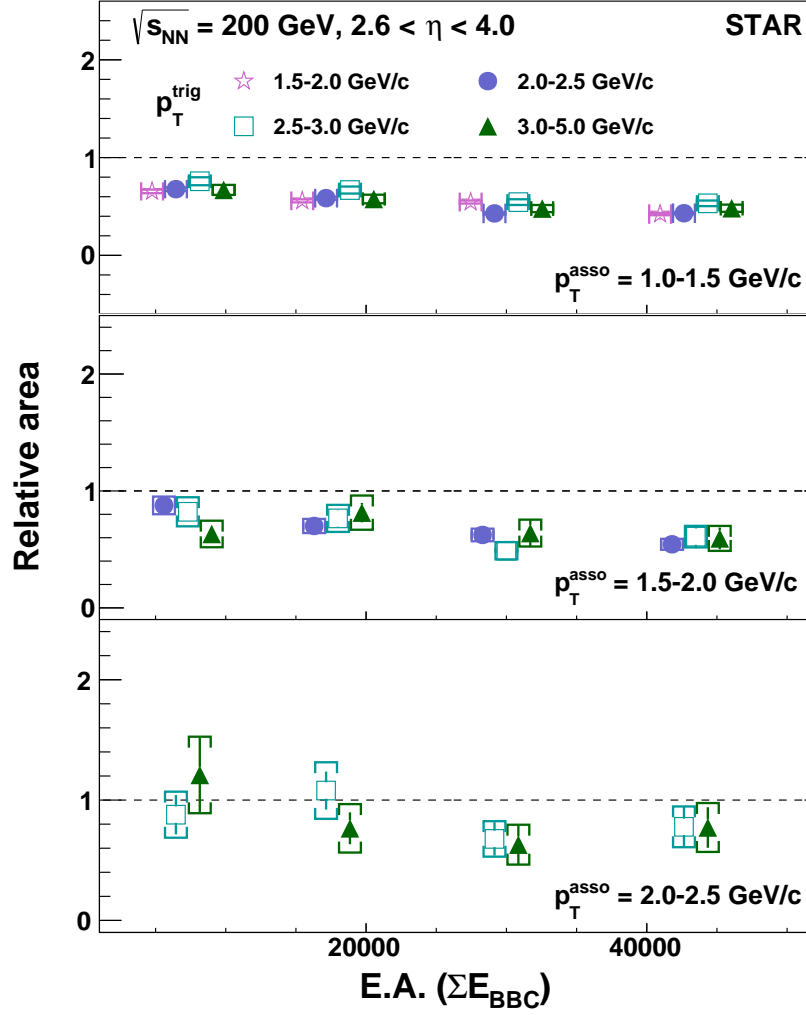 √s_NN = 200 GeV, 2.6 < η < 4.0 STAR
p_T^trig
1.5-2.0 GeV/c 2.0-2.5 GeV/c
2.5-3.0 GeV/c 3.0-5.0 GeV/c
2
1
0
p_T^asso = 1.0-1.5 GeV/c
2
1
0
p_T^asso = 1.5-2.0 GeV/c
2
1
0
p_T^asso = 2.0-2.5 GeV/c
Relative area
20000 40000
E.A. (ΣE_BBC)